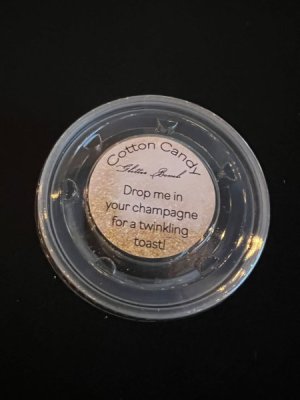 Cotton Candy
Glitter Bomb
Drop me in
your champagne
for a twinkling
toast!